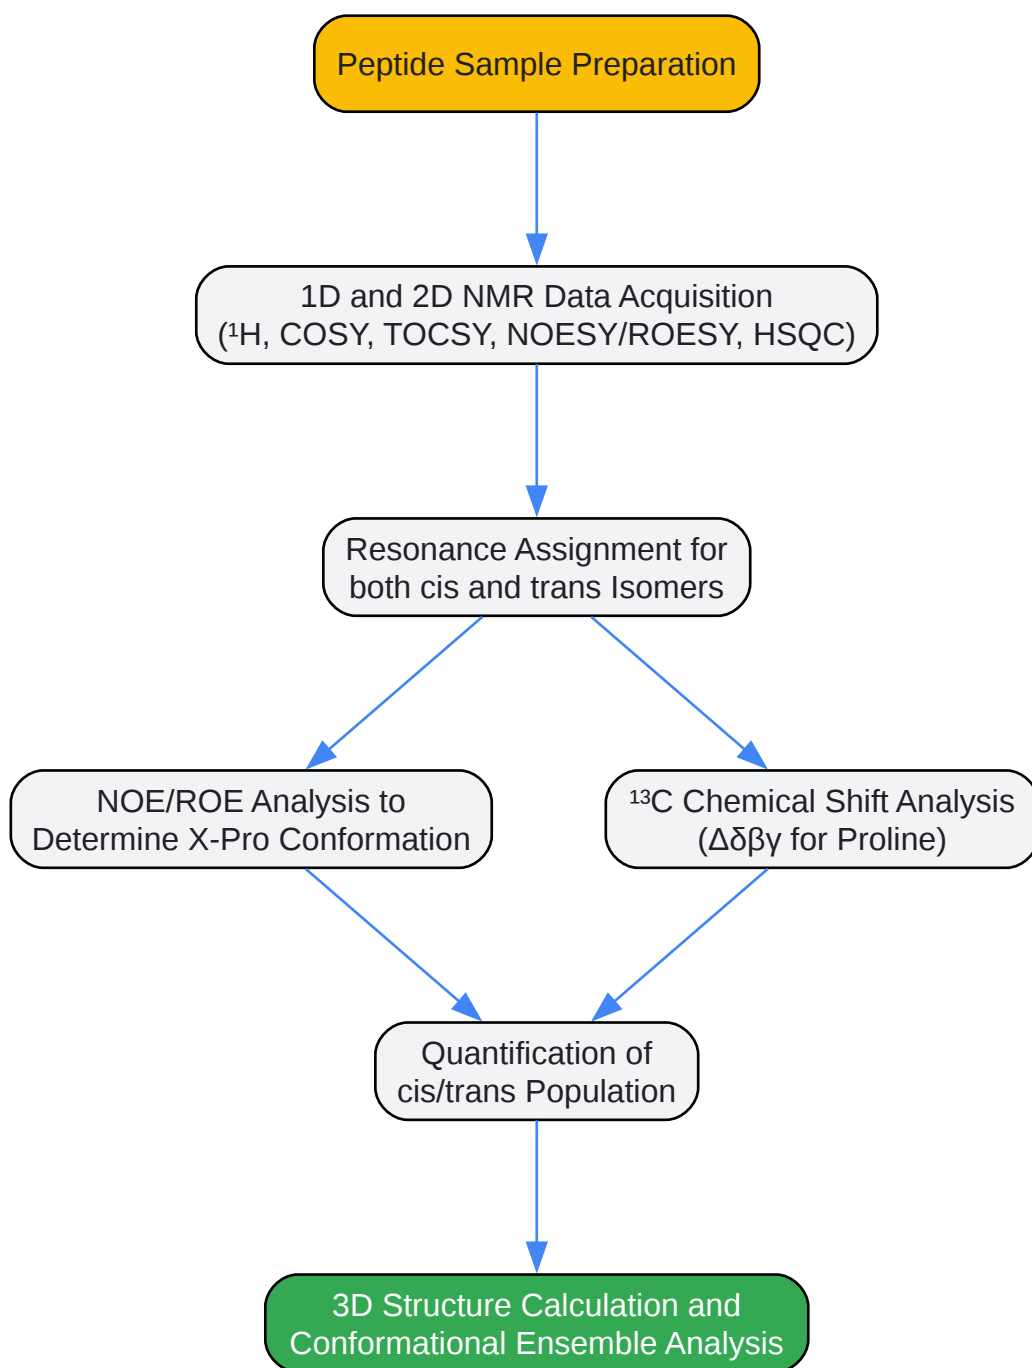 Peptide Sample Preparation
1D and 2D NMR Data Acquisition
(¹H, COSY, TOCSY, NOESY/ROESY, HSQC)
Resonance Assignment for
both cis and trans Isomers
NOE/ROE Analysis to
Determine X-Pro Conformation
¹³C Chemical Shift Analysis
(Δδβγ for Proline)
Quantification of
cis/trans Population
3D Structure Calculation and
Conformational Ensemble Analysis